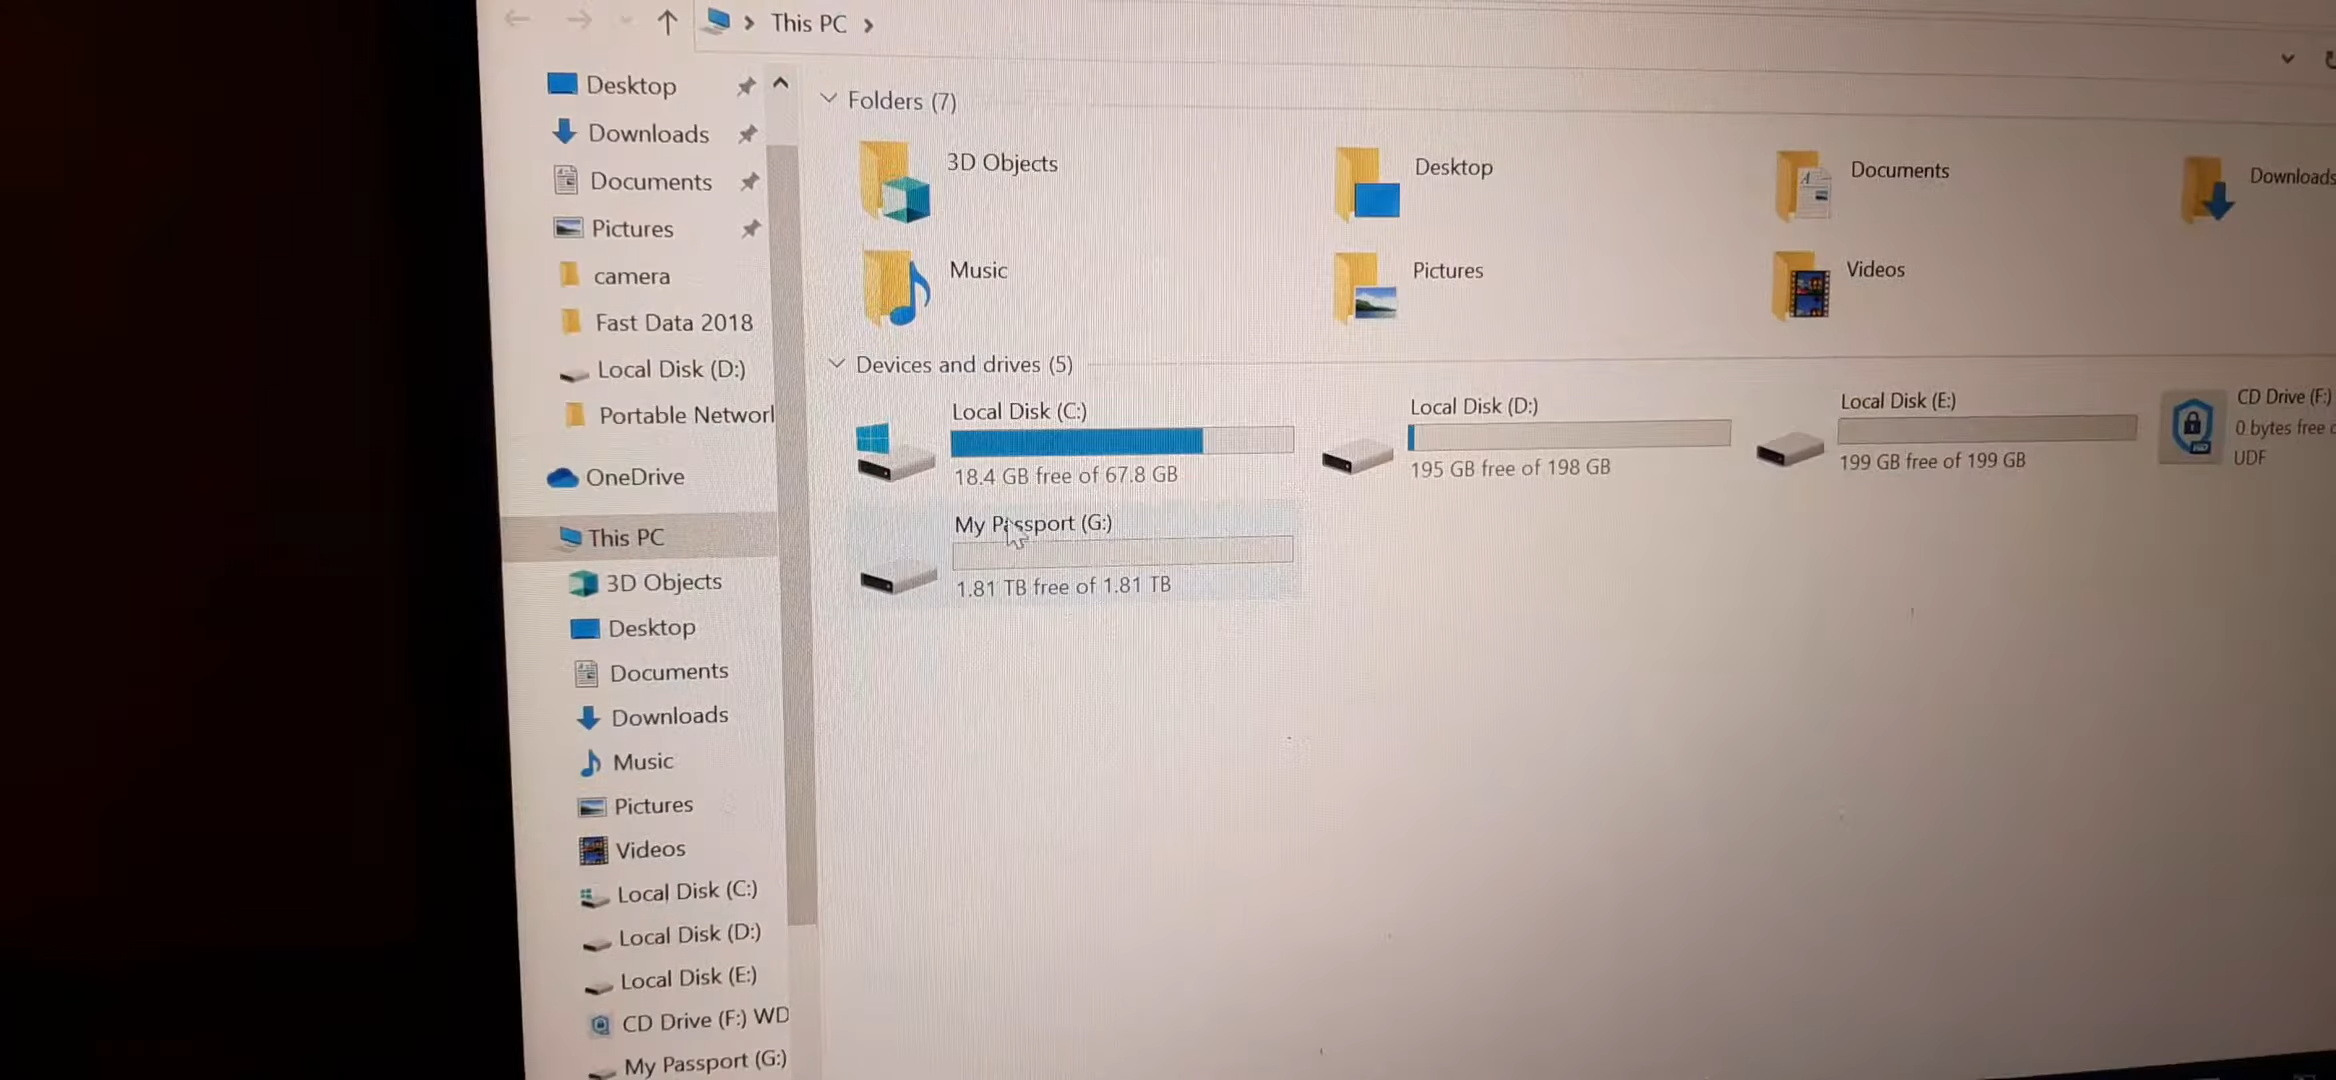 This PC
Desktop
Downloads
Documents
Pictures
camera
Fast Data 2018
Local Disk (D:)
Portable Networl
OneDrive
This PC
3D Objects
Desktop
Documents
Downloads
Music
Pictures
Videos
Local Disk (C:)
Local Disk (D:)
Local Disk (E:)
CD Drive (F:) WD
My Passport (G:)
Folders (7)
3D Objects
Desktop
Documents
Downloads
Music
Pictures
Videos
Devices and drives (5)
Local Disk (C:)
18.4 GB free of 67.8 GB
Local Disk (D:)
195 GB free of 198 GB
Local Disk (E:)
199 GB free of 199 GB
CD Drive (F:)
0 bytes free
UDF
My Passport (G:)
1.81 TB free of 1.81 TB